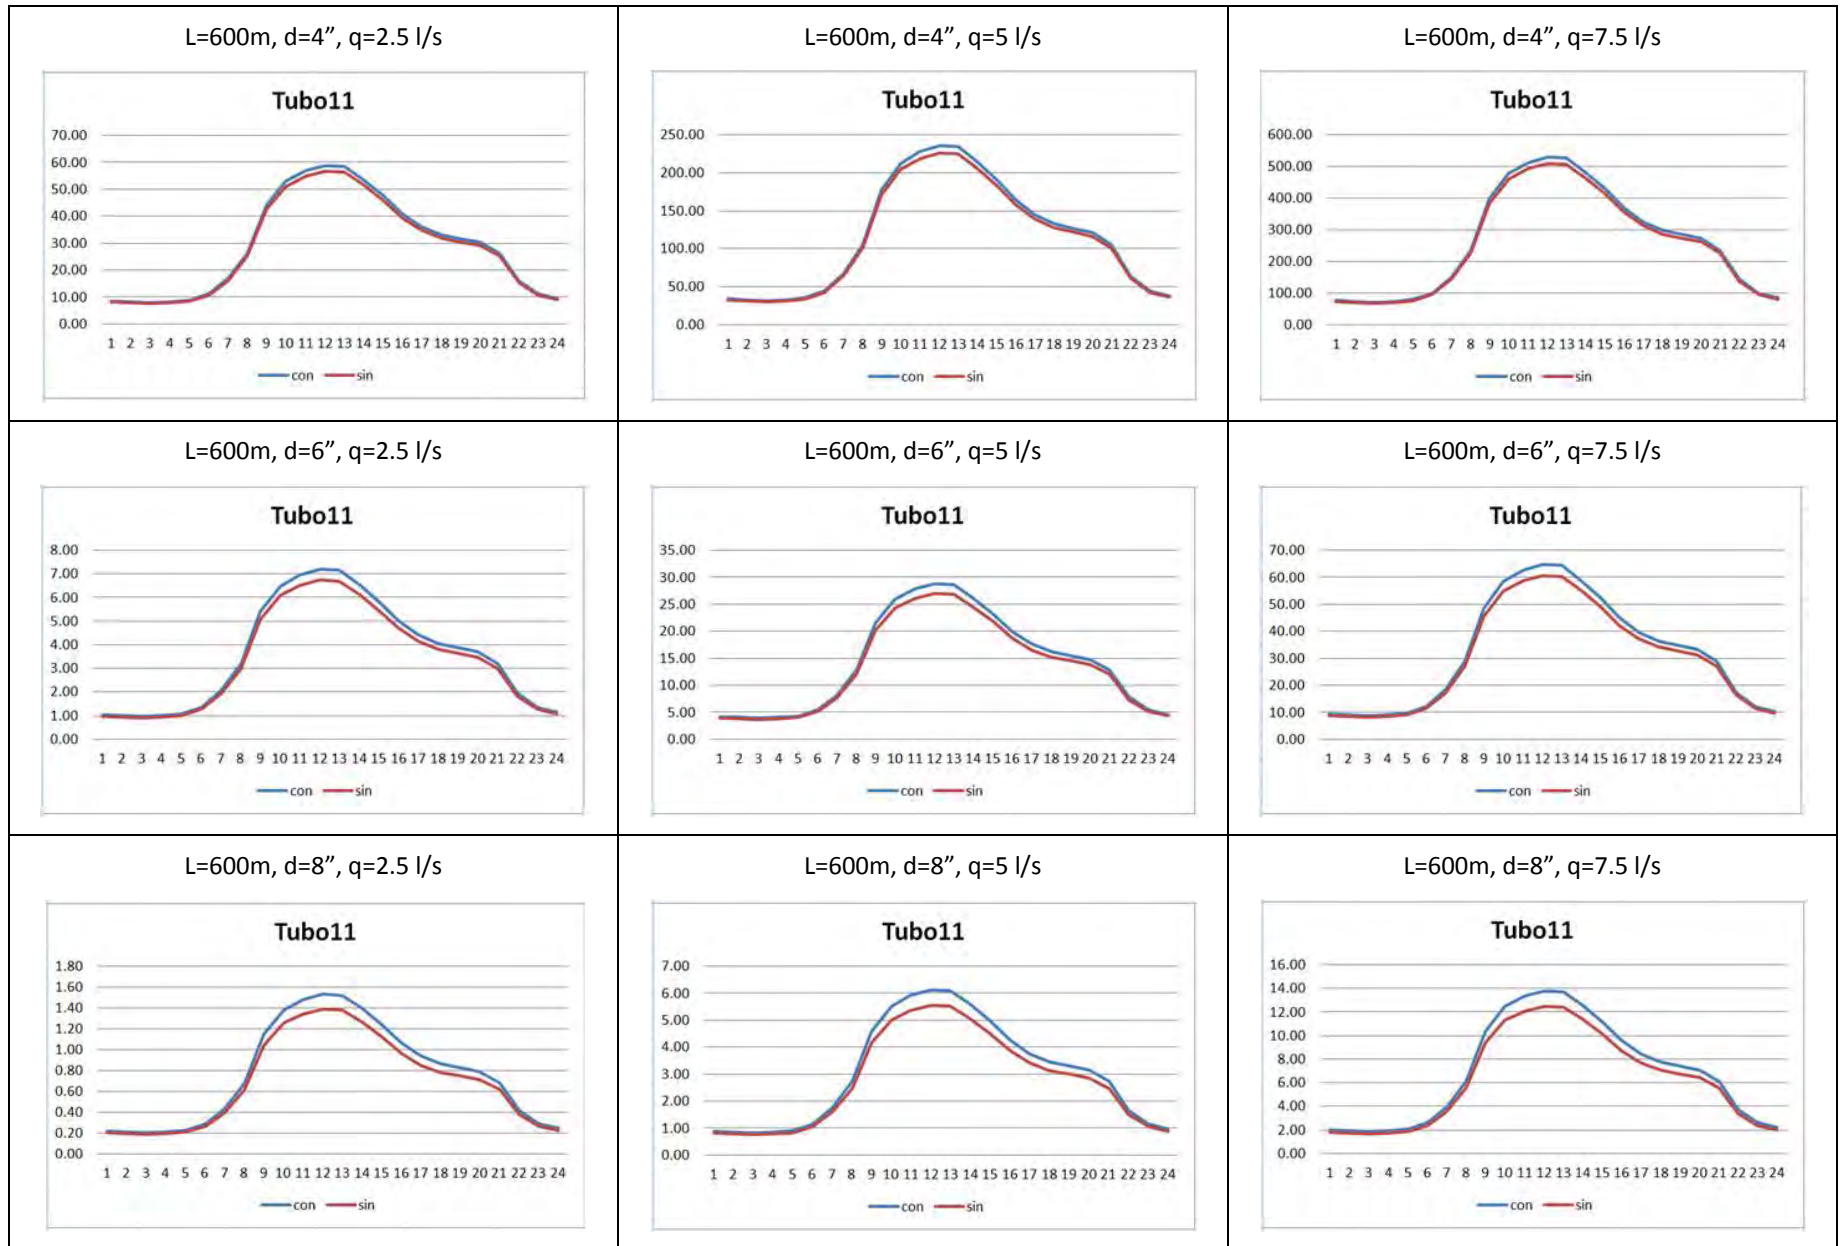 L=600m, d=4”, q=2.5 l/s
Tubo11
70.00
60.00
50.00
40.00
30.00
20.00
10.00
0.00
1 2 3 4 5 6 7 8 9 10 11 12 13 14 15 16 17 18 19 20 21 22 23 24
con sin
L=600m, d=4”, q=5 l/s
Tubo11
250.00
200.00
150.00
100.00
50.00
0.00
1 2 3 4 5 6 7 8 9 10 11 12 13 14 15 16 17 18 19 20 21 22 23 24
con sin
L=600m, d=4”, q=7.5 l/s
Tubo11
600.00
500.00
400.00
300.00
200.00
100.00
0.00
1 2 3 4 5 6 7 8 9 10 11 12 13 14 15 16 17 18 19 20 21 22 23 24
con sin
L=600m, d=6”, q=2.5 l/s
Tubo11
8.00
7.00
6.00
5.00
4.00
3.00
2.00
1.00
0.00
1 2 3 4 5 6 7 8 9 10 11 12 13 14 15 16 17 18 19 20 21 22 23 24
con sin
L=600m, d=6”, q=5 l/s
Tubo11
35.00
30.00
25.00
20.00
15.00
10.00
5.00
0.00
1 2 3 4 5 6 7 8 9 10 11 12 13 14 15 16 17 18 19 20 21 22 23 24
con sin
L=600m, d=6”, q=7.5 l/s
Tubo11
70.00
60.00
50.00
40.00
30.00
20.00
10.00
0.00
1 2 3 4 5 6 7 8 9 10 11 12 13 14 15 16 17 18 19 20 21 22 23 24
con sin
L=600m, d=8”, q=2.5 l/s
Tubo11
1.80
1.60
1.40
1.20
1.00
0.80
0.60
0.40
0.20
0.00
1 2 3 4 5 6 7 8 9 10 11 12 13 14 15 16 17 18 19 20 21 22 23 24
con sin
L=600m, d=8”, q=5 l/s
Tubo11
7.00
6.00
5.00
4.00
3.00
2.00
1.00
0.00
1 2 3 4 5 6 7 8 9 10 11 12 13 14 15 16 17 18 19 20 21 22 23 24
con sin
L=600m, d=8”, q=7.5 l/s
Tubo11
16.00
14.00
12.00
10.00
8.00
6.00
4.00
2.00
0.00
1 2 3 4 5 6 7 8 9 10 11 12 13 14 15 16 17 18 19 20 21 22 23 24
con sin